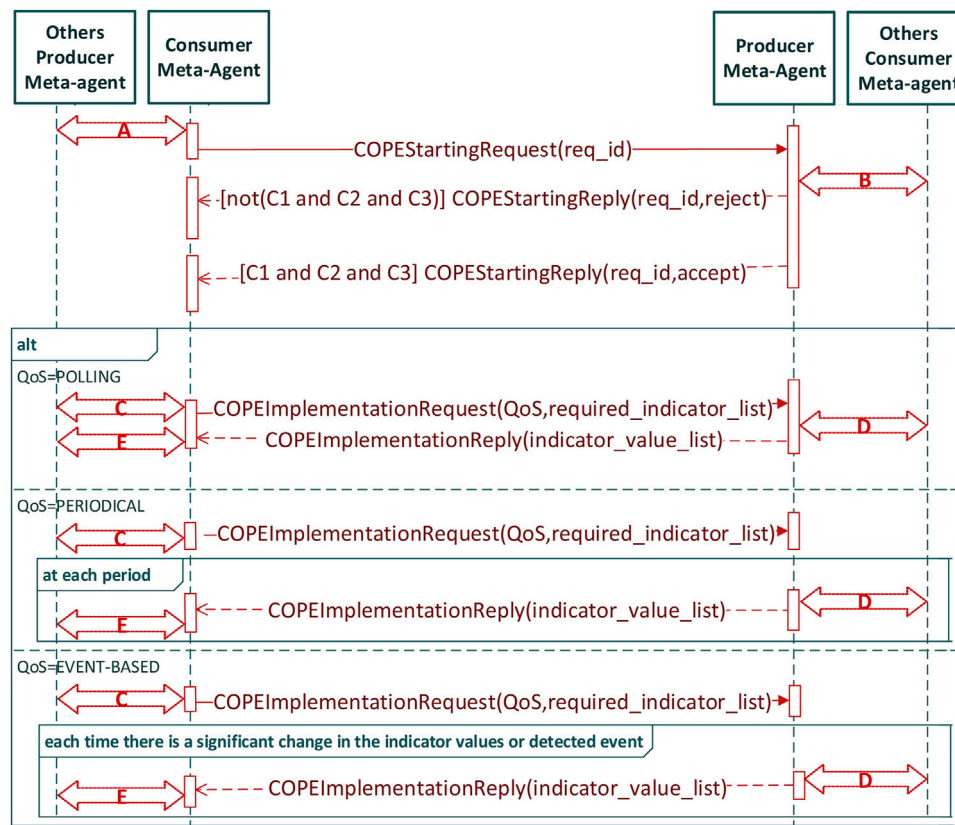 Others
Producer
Meta-agent
Consumer
Meta-Agent
Producer
Meta-Agent
Others
Consumer
Meta-agent
A
COPEStartingRequest(req_id)
B
[not(C1 and C2 and C3)] COPEStartingReply(req_id,reject)
[C1 and C2 and C3] COPEStartingReply(req_id,accept)
alt
QoS=POLLING
C
COPEImplementationRequest(QoS,required_indicator_list)
D
E
COPEImplementationReply(indicator_value_list)
QoS=PERIODICAL
C
COPEImplementationRequest(QoS,required_indicator_list)
at each period
COPEImplementationReply(indicator_value_list)
D
E
QoS=EVENT-BASED
C
COPEImplementationRequest(QoS,required_indicator_list)
each time there is a significant change in the indicator values or detected event
COPEImplementationReply(indicator_value_list)
D
E